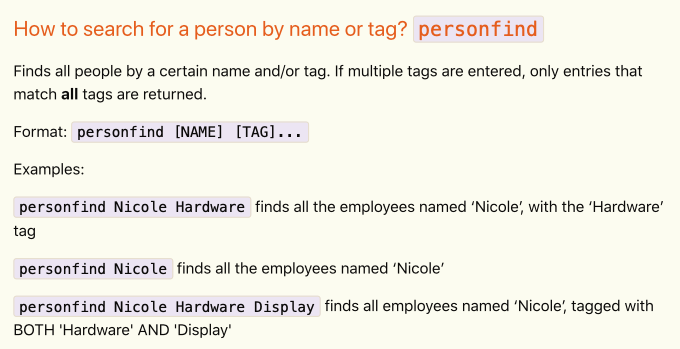 How to search for a person by name or tag? personfind
Finds all people by a certain name and/or tag. If multiple tags are entered, only entries that
match all tags are returned.
Format: personfind [NAME] [TAG]...
Examples:
personfind Nicole Hardware finds all the employees named ‘Nicole’, with the ‘Hardware’
tag
personfind Nicole finds all the employees named ‘Nicole’
personfind Nicole Hardware Display finds all employees named ‘Nicole’, tagged with
BOTH 'Hardware' AND 'Display'